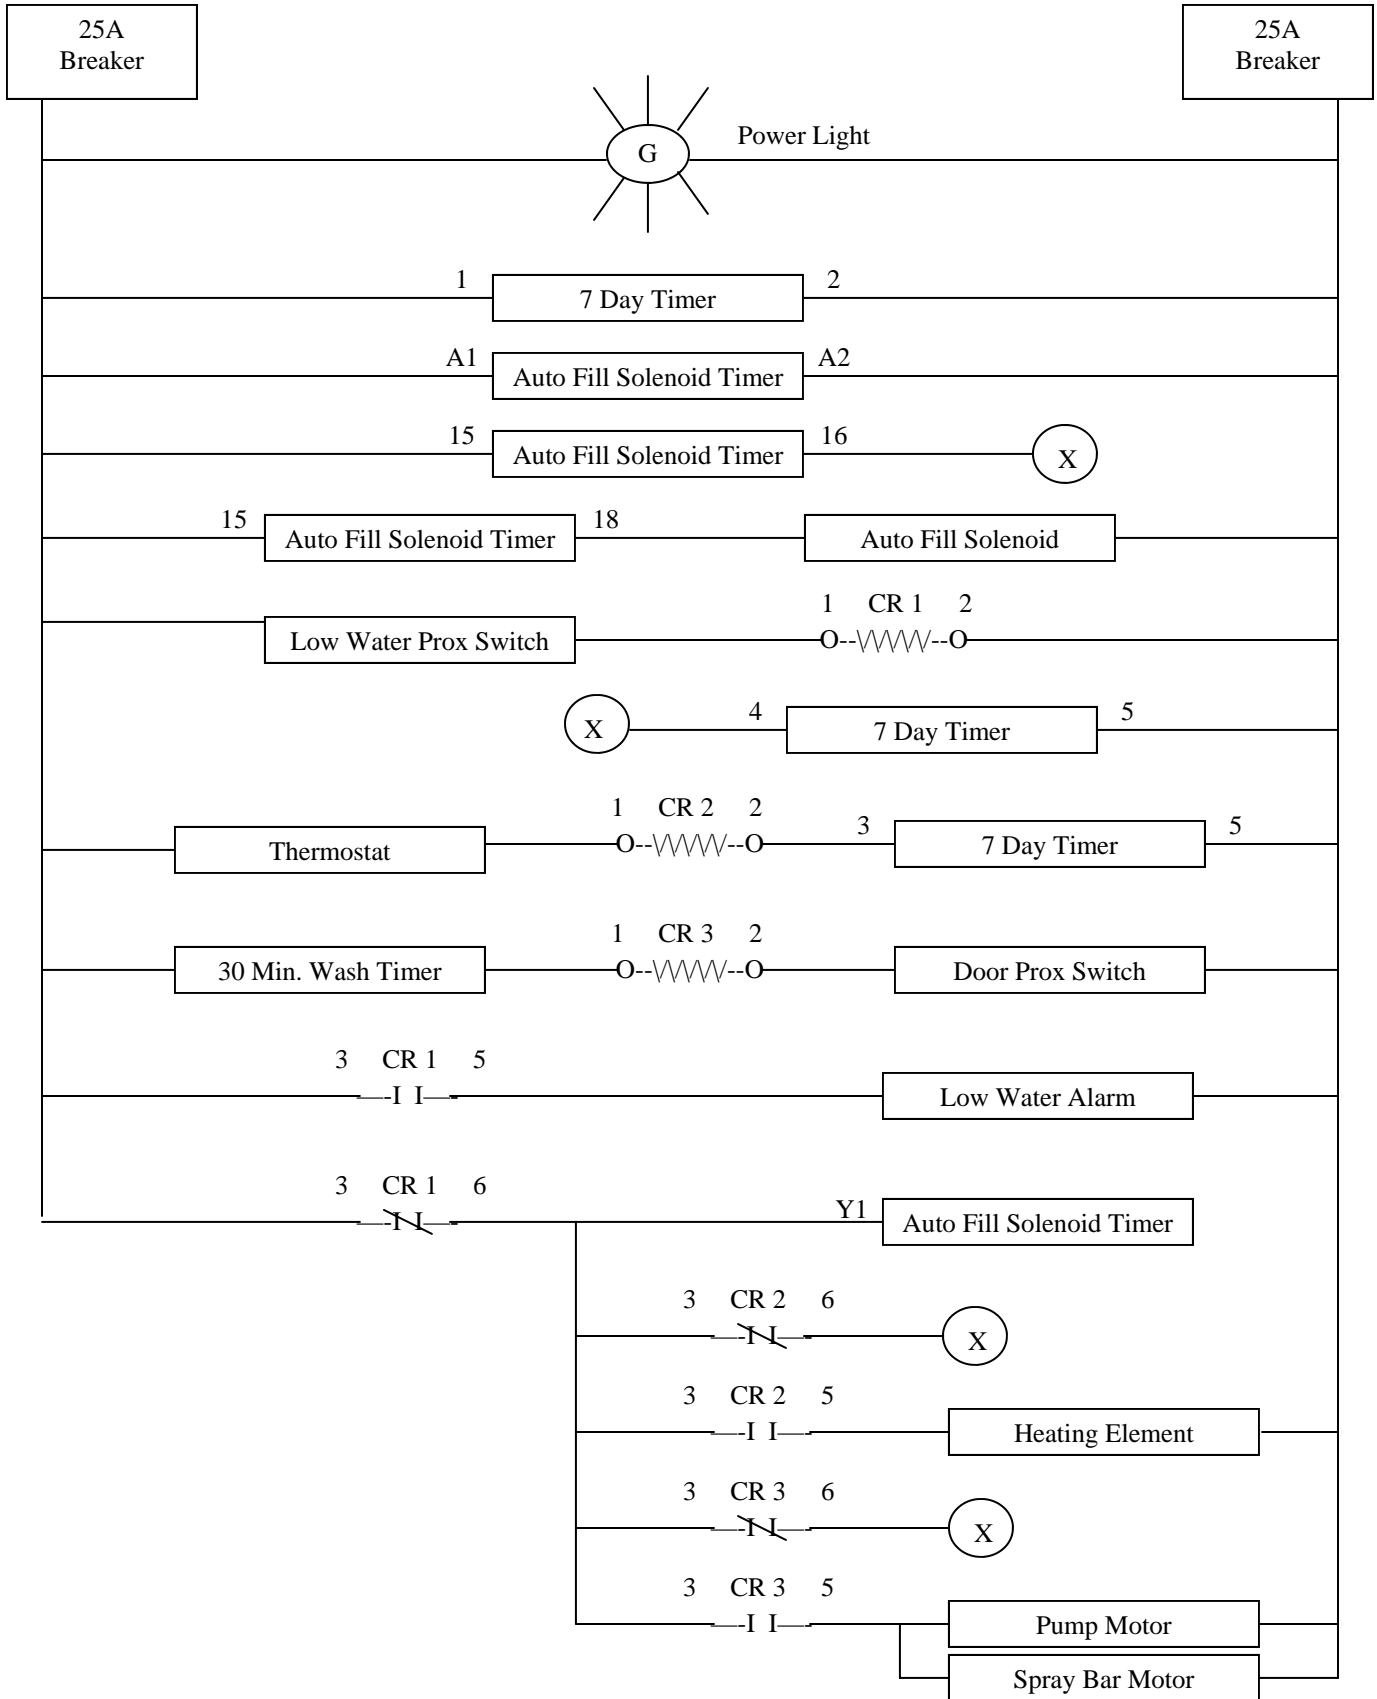 25A
Breaker
25A
Breaker
G
Power Light
1
7 Day Timer
2
A1
Auto Fill Solenoid Timer
A2
15
Auto Fill Solenoid Timer
16
X
15
Auto Fill Solenoid Timer
18
Auto Fill Solenoid
Low Water Prox Switch
1 CR 1 2
O--\/\/\/\/\/--O
X
4
7 Day Timer
5
Thermostat
1 CR 2 2
O--\/\/\/\/\/--O
3
7 Day Timer
5
30 Min. Wash Timer
1 CR 3 2
O--\/\/\/\/\/--O
Door Prox Switch
3 CR 1 5
—-I I—-
Low Water Alarm
3 CR 1 6
—-I I—-
Y1
Auto Fill Solenoid Timer
3 CR 2 6
—-I I—-
X
3 CR 2 5
—-I I—-
Heating Element
3 CR 3 6
—-I I—-
X
3 CR 3 5
—-I I—-
Pump Motor
Spray Bar Motor